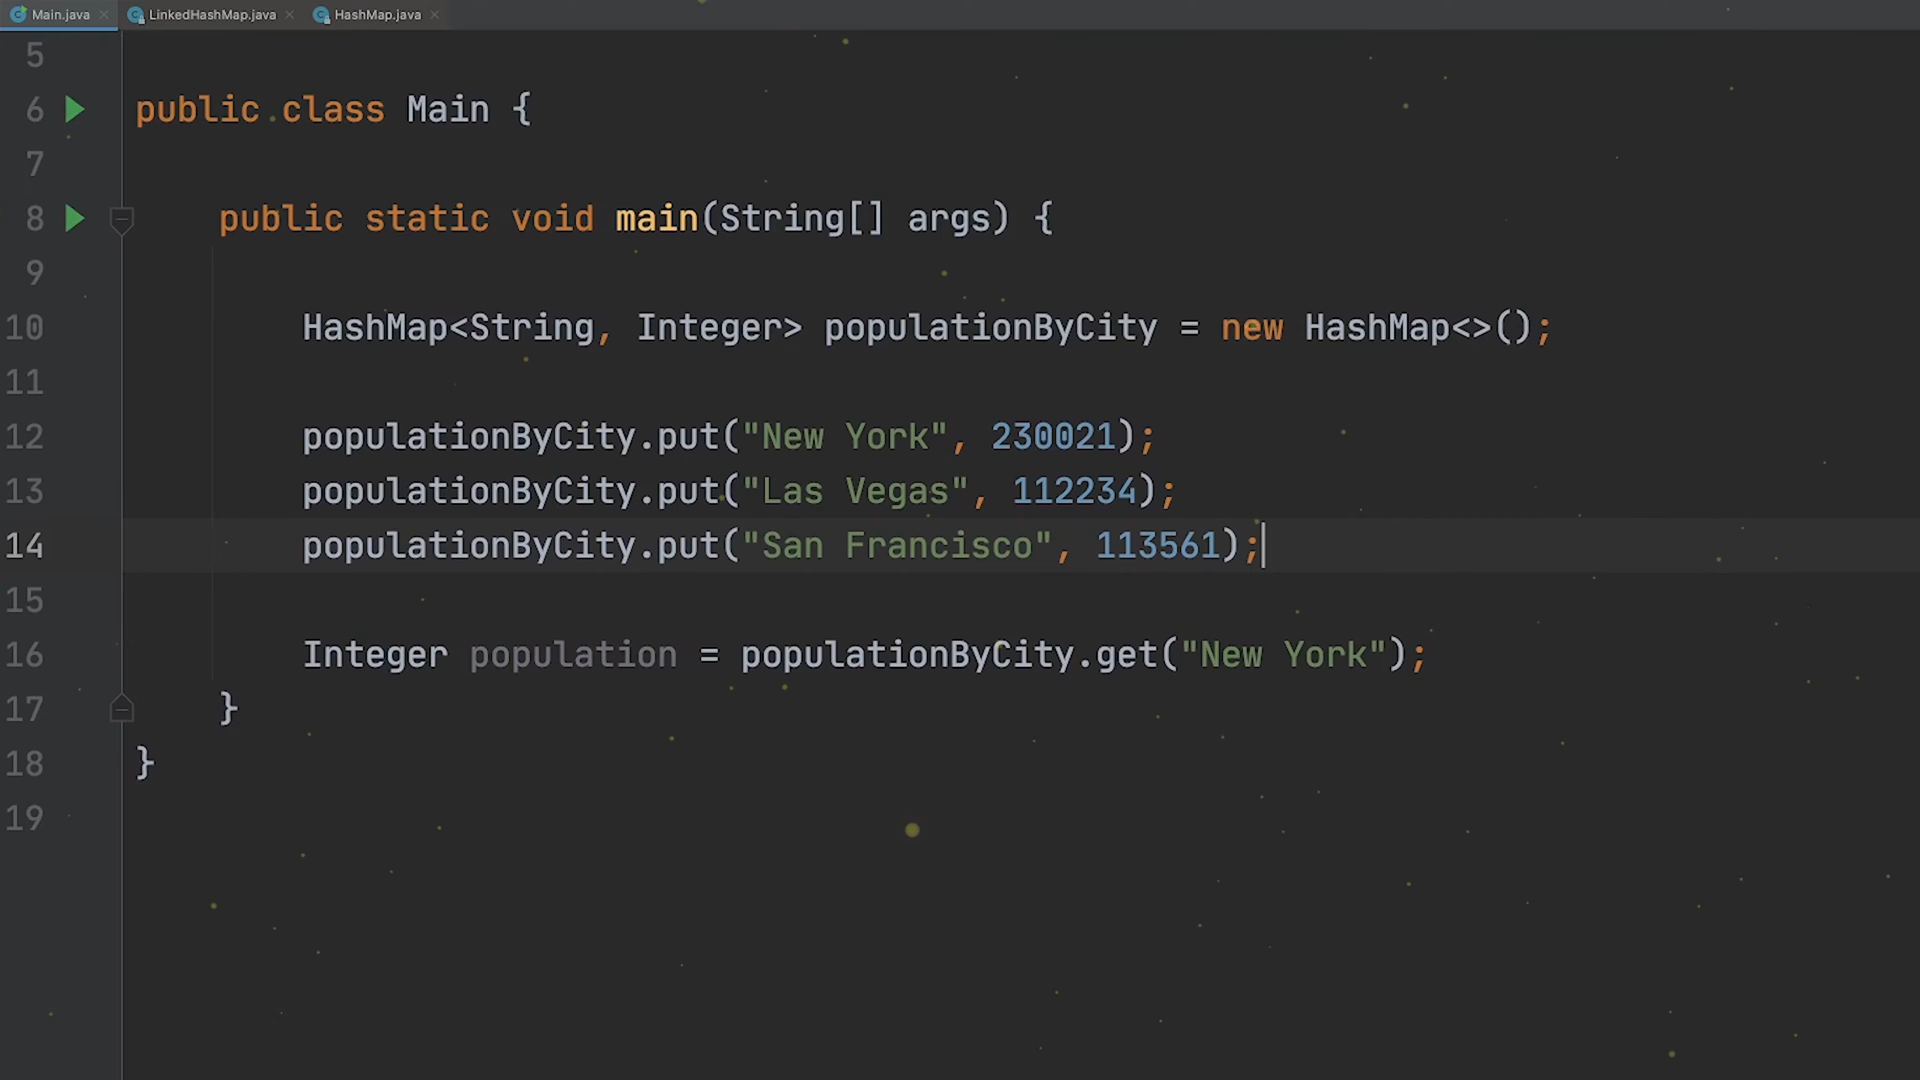 Main.java LinkedHashMap.java HashMap.java
5
6 public class Main {
7
8 public static void main(String[] args) {
9
10 HashMap<String, Integer> populationByCity = new HashMap<>();
11
12 populationByCity.put("New York", 230021);
13 populationByCity.put("Las Vegas", 112234);
14 populationByCity.put("San Francisco", 113561);
15
16 Integer population = populationByCity.get("New York");
17 }
18 }
19